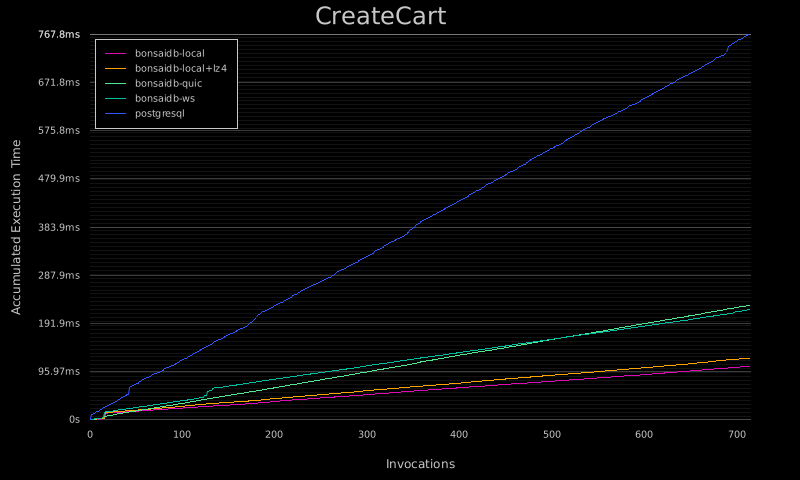 CreateCart
767.8ms
671.8ms
575.8ms
479.9ms
383.9ms
287.9ms
191.9ms
95.97ms
0s
bonsaidb-local
bonsaidb-local+lz4
bonsaidb-quic
bonsaidb-ws
postgresql
Accumulated Execution Time
0 100 200 300 400 500 600 700
Invocations